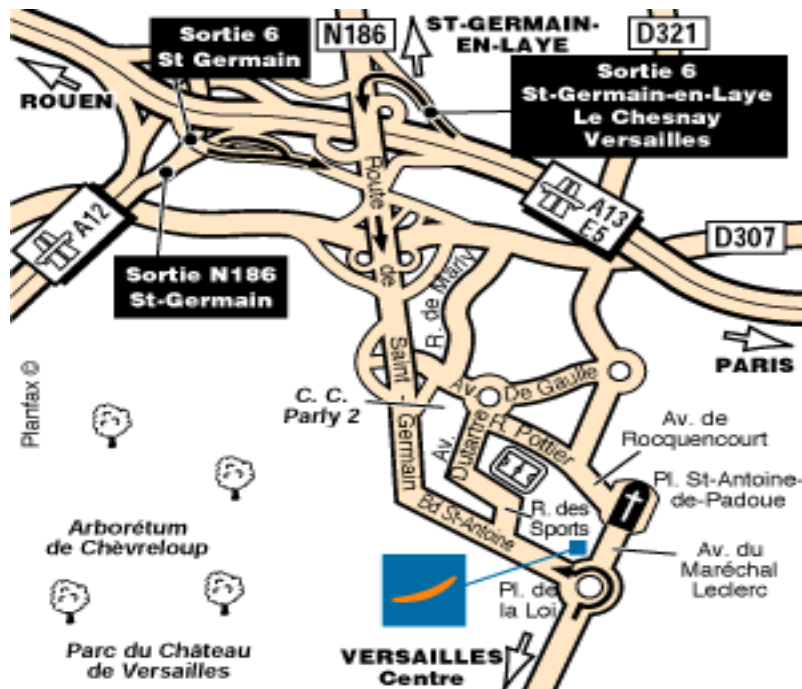 Sortie 6
St Germain
N186
ST-GERMAIN-
EN-LAYE
D321
ROUEN
Sortie 6
St-Germain-en-Laye
Le Chesnay
Versailles
A12
A13
E5
D307
Sortie N186
St-Germain
Route
de
Saint
-
Germain
R. de Marly
PARIS
Planfax ©
C. C.
Parly 2
Av. De Gaulle
Av.
Dutartre
R. Pottier
Av. de
Rocquencourt
Pl. St-Antoine-
de-Padoue
R. des
Sports
Bd St-Antoine
Arborétum
de Chèvreloup
Av. du
Maréchal
Leclerc
Pl. de
la Loi
Parc du Château
de Versailles
VERSAILLES
Centre